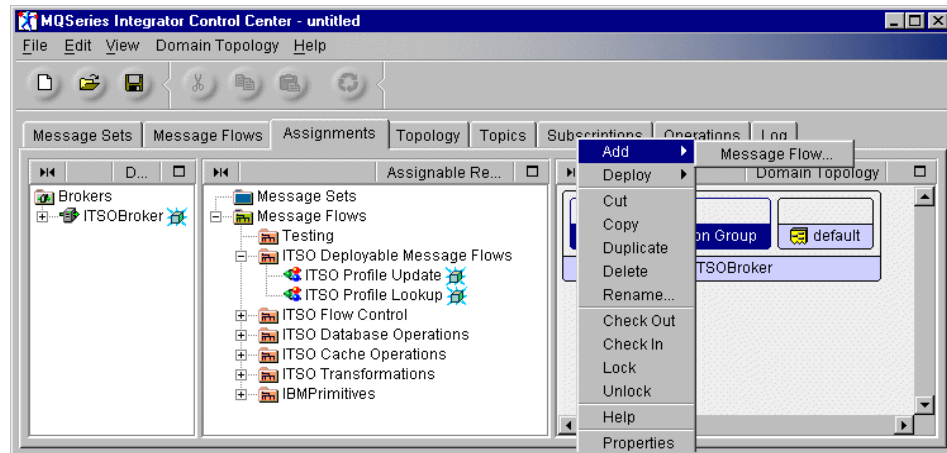 MQSeries Integrator Control Center - untitled
File Edit View Domain Topology Help
Message Sets Message Flows Assignments Topology Topics Subscriptions Operations Log
D...
Brokers
ITSOBroker
Assignable Re...
Message Sets
Message Flows
Testing
ITSO Deployable Message Flows
ITSO Profile Update
ITSO Profile Lookup
ITSO Flow Control
ITSO Database Operations
ITSO Cache Operations
ITSO Transformations
IBMPrimitives
Domain Topology
on Group
default
TSOBroker
Add
Message Flow...
Deploy
Cut
Copy
Duplicate
Delete
Rename...
Check Out
Check In
Lock
Unlock
Help
Properties